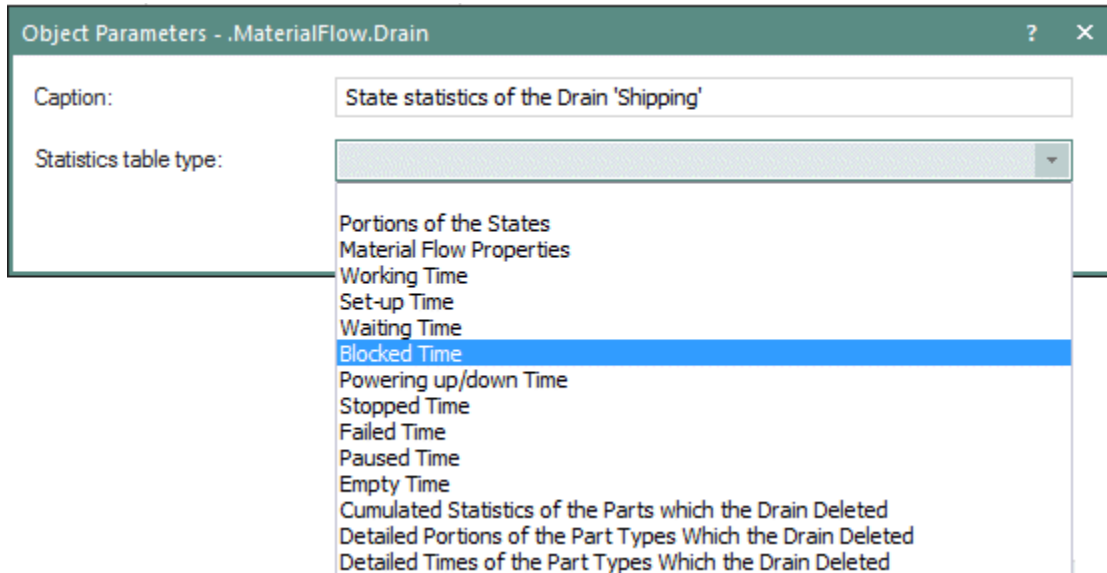 Object Parameters - .MaterialFlow.Drain ? ×
Caption: State statistics of the Drain 'Shipping'
Statistics table type:
Portions of the States
Material Flow Properties
Working Time
Set-up Time
Waiting Time
Blocked Time
Powering up/down Time
Stopped Time
Failed Time
Paused Time
Empty Time
Cumulated Statistics of the Parts which the Drain Deleted
Detailed Portions of the Part Types Which the Drain Deleted
Detailed Times of the Part Types Which the Drain Deleted